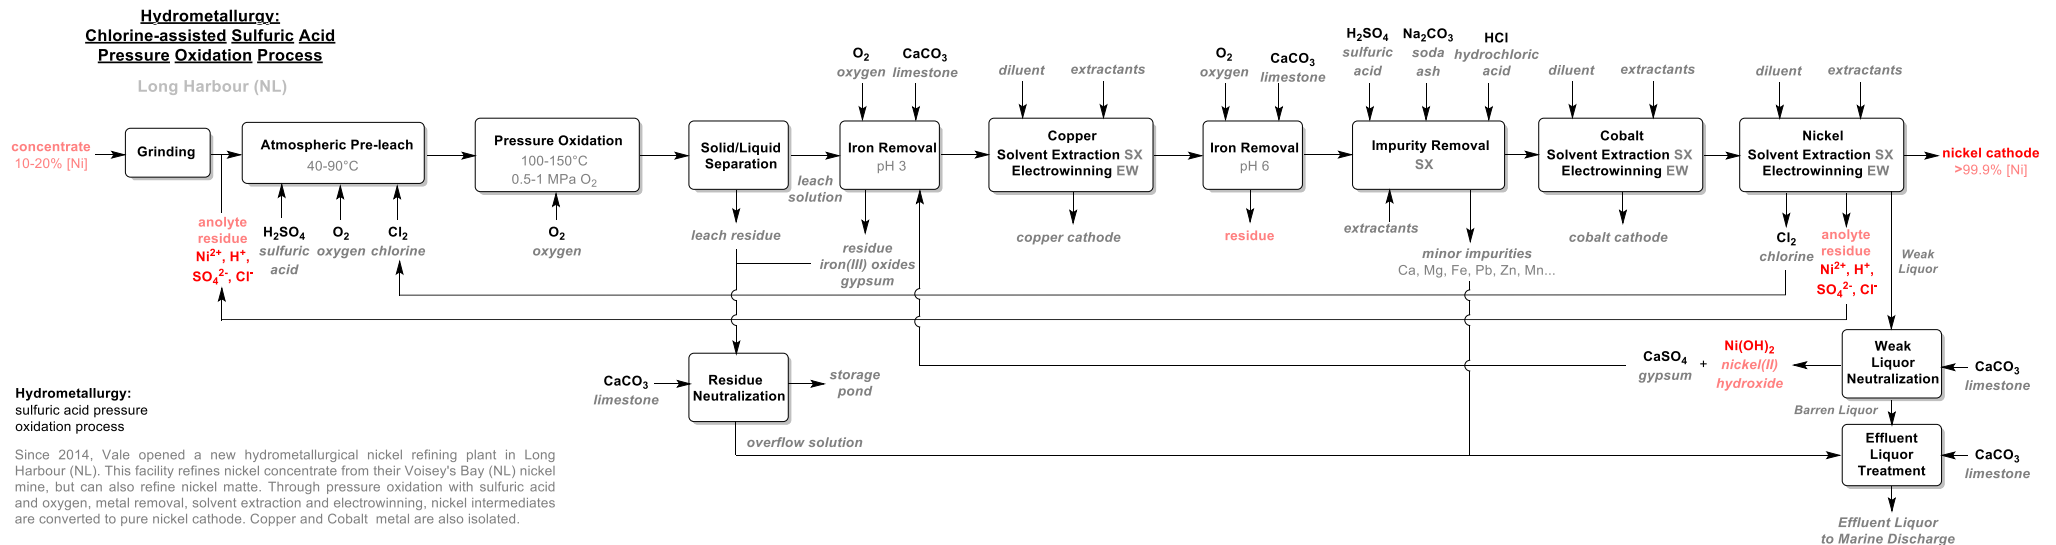 Hydrometallurgy:
Chlorine-assisted Sulfuric Acid
Pressure Oxidation Process
Long Harbour (NL)
concentrate
10-20% [Ni]
Grinding
anolyte
residue
Ni²⁺, H⁺,
SO₄²⁻, Cl⁻
Atmospheric Pre-leach
40-90°C
H₂SO₄
sulfuric
acid
O₂
oxygen
Cl₂
chlorine
Pressure Oxidation
100-150°C
0.5-1 MPa O₂
O₂
oxygen
Solid/Liquid
Separation
leach
solution
leach residue
O₂
oxygen
CaCO₃
limestone
Iron Removal
pH 3
residue
iron(III) oxides
gypsum
diluent
extractants
Copper
Solvent Extraction SX
Electrowinning EW
copper cathode
O₂
oxygen
CaCO₃
limestone
Iron Removal
pH 6
residue
H₂SO₄
sulfuric
acid
Na₂CO₃
soda
ash
HCl
hydrochloric
acid
Impurity Removal
SX
extractants
minor impurities
Ca, Mg, Fe, Pb, Zn, Mn...
diluent
extractants
Cobalt
Solvent Extraction SX
Electrowinning EW
cobalt cathode
diluent
extractants
Nickel
Solvent Extraction SX
Electrowinning EW
nickel cathode
>99.9% [Ni]
Cl₂
chlorine
anolyte
residue
Ni²⁺, H⁺,
SO₄²⁻, Cl⁻
Weak
Liquor
CaCO₃
limestone
Residue
Neutralization
storage
pond
overflow solution
CaSO₄
gypsum
+
Ni(OH)₂
nickel(II)
hydroxide
Weak
Liquor
Neutralization
CaCO₃
limestone
Barren Liquor
Effluent
Liquor
Treatment
CaCO₃
limestone
Effluent Liquor
to Marine Discharge
Hydrometallurgy:
sulfuric acid pressure
oxidation process
Since 2014, Vale opened a new hydrometallurgical nickel refining plant in Long
Harbour (NL). This facility refines nickel concentrate from their Voisey's Bay (NL) nickel
mine, but can also refine nickel matte. Through pressure oxidation with sulfuric acid
and oxygen, metal removal, solvent extraction and electrowinning, nickel intermediates
are converted to pure nickel cathode. Copper and Cobalt metal are also isolated.